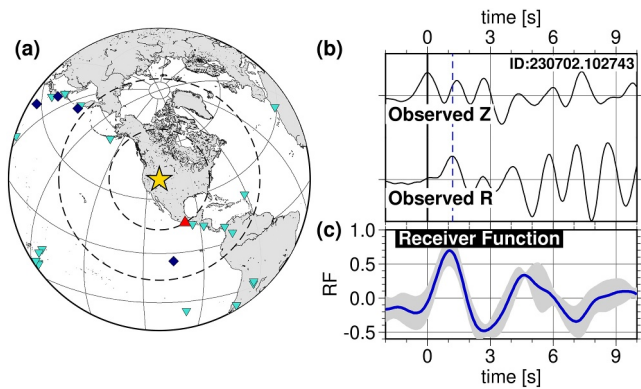 time [s]
(a)
(b)
0 3 6 9
ID:230702.102743
Observed Z
Observed R
(c)
1.0
Receiver Function
0.5
RF
0.0
-0.5
0 3 6 9
time [s]